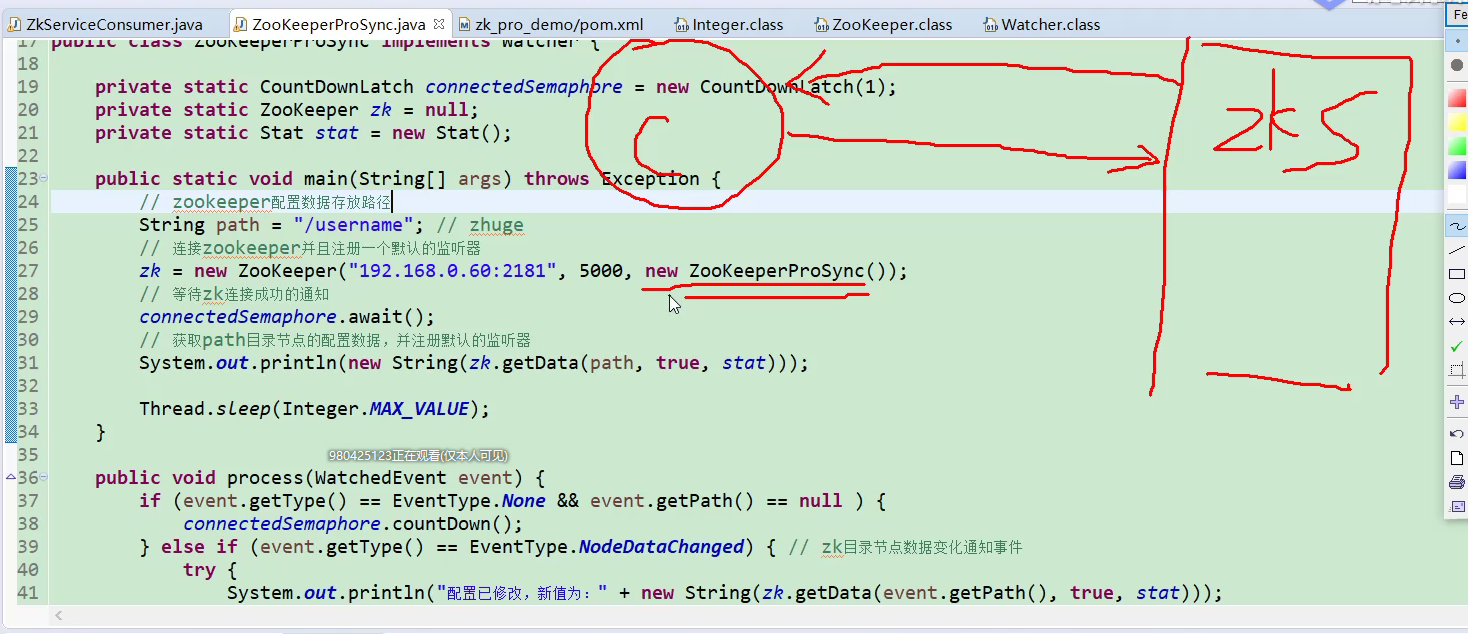 ZkServiceConsumer.java ZooKeeperProSync.java zk_pro_demo/pom.xml Integer.class ZooKeeper.class Watcher.class
Fe
17 public class ZooKeeperProSync implements Watcher {
18
19 private static CountDownLatch connectedSemaphore = new CountDownLatch(1);
20 private static ZooKeeper zk = null;
21 private static Stat stat = new Stat();
22
23 public static void main(String[] args) throws Exception {
24 // zookeeper配置数据存放路径
25 String path = "/username"; // zhuge
26 // 连接zookeeper并且注册一个默认的监听器
27 zk = new ZooKeeper("192.168.0.60:2181", 5000, new ZooKeeperProSync());
28 // 等待zk连接成功的通知
29 connectedSemaphore.await();
30 // 获取path目录节点的配置数据，并注册默认的监听器
31 System.out.println(new String(zk.getData(path, true, stat)));
32
33 Thread.sleep(Integer.MAX_VALUE);
34 }
35
980425123正在观看(仅本人可见)
36 public void process(WatchedEvent event) {
37 if (event.getType() == EventType.None && event.getPath() == null ) {
38 connectedSemaphore.countDown();
39 } else if (event.getType() == EventType.NodeDataChanged) { // zk目录节点数据变化通知事件
40 try {
41 System.out.println("配置已修改，新值为：" + new String(zk.getData(event.getPath(), true, stat)));
C
zks